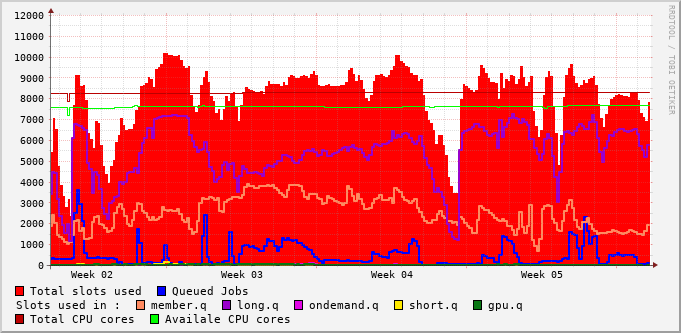 12000
11000
10000
9000
8000
7000
6000
5000
4000
3000
2000
1000
0
Week 02 Week 03 Week 04 Week 05
RRDTOOL / TOBI OETIKER
Total slots used Queued Jobs
Slots used in : member.q long.q ondemand.q short.q gpu.q
Total CPU cores Availale CPU cores